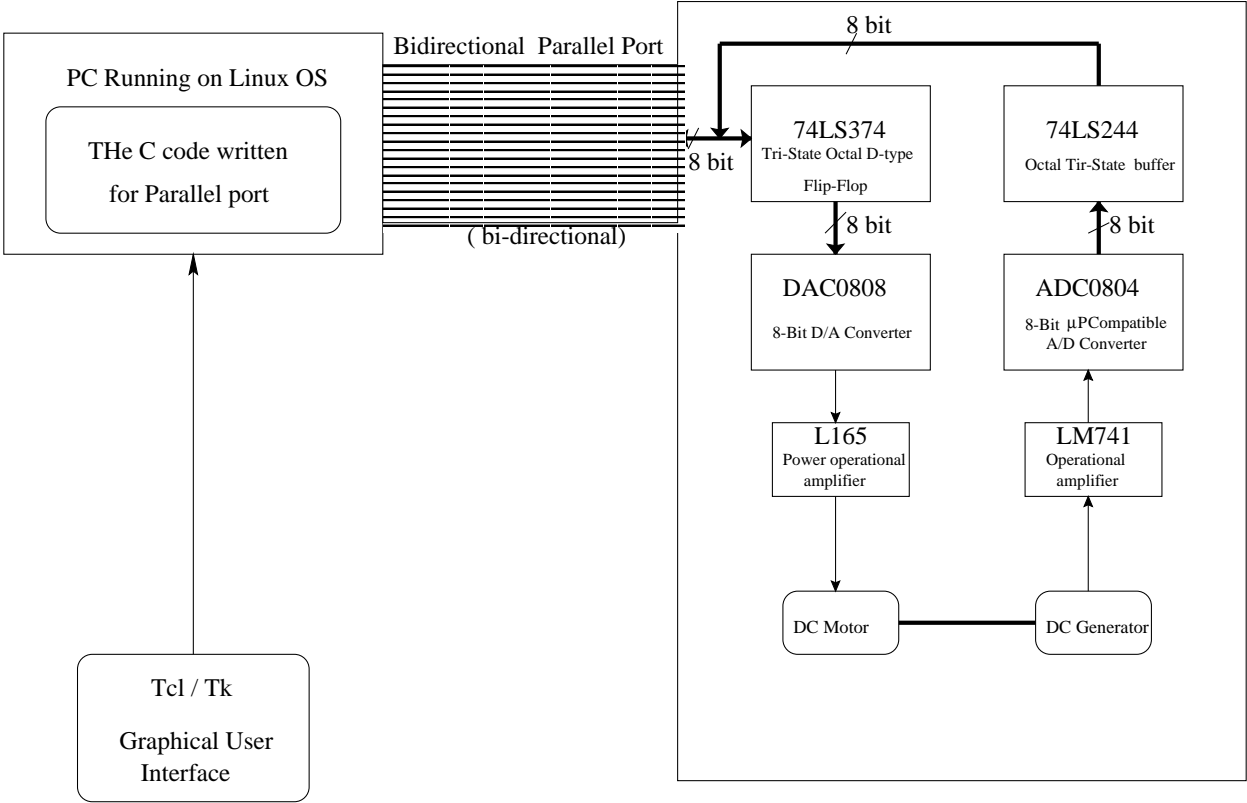 8 bit
8 bit
Bidirectional Parallel Port
PC Running on Linux OS
THe C code written
for Parallel port
( bi-directional)
8 bit
74LS374
Tri-State Octal D-type
Flip-Flop
74LS244
Octal Tir-State buffer
8 bit
8 bit
DAC0808
8-Bit D/A Converter
ADC0804
8-Bit μPCompatible
A/D Converter
L165
Power operational
amplifier
LM741
Operational
amplifier
DC Motor
DC Generator
Tcl / Tk
Graphical User
Interface